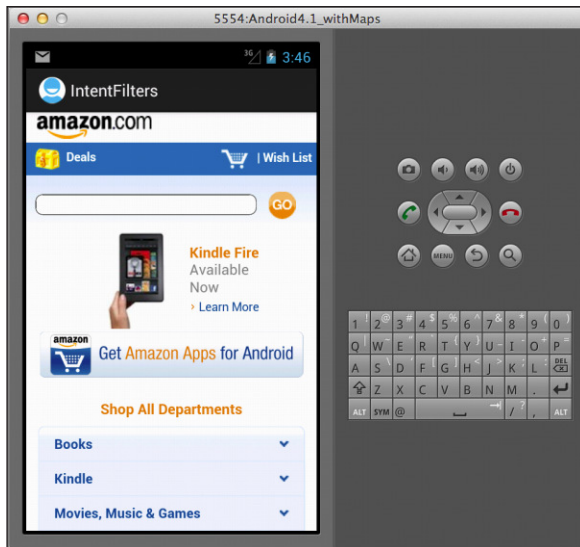 5554:Android4.1_withMaps
3G 3:46
IntentFilters
amazon.com
Deals | Wish List
GO
Kindle Fire
Available
Now
› Learn More
amazon
Get Amazon Apps for Android
Shop All Departments
Books
Kindle
Movies, Music & Games
MENU
1 ! 2 @ 3 # 4 $ 5 % 6 ^ 7 & 8 * 9 ( 0 )
Q W ~ E " R T { Y } U - I - O + P =
A S \ D ' F [ G ] H < J > K ; L : DEL
Z X C V B N M .
ALT SYM @ / ? , ALT